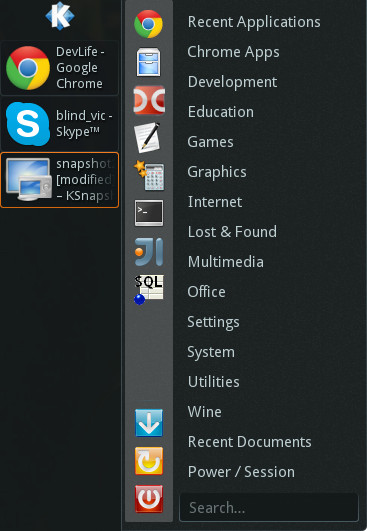 DevLife -
Google
Chrome
blind_vic -
Skype™
snapshot
[modified
– KSnaps
SQL
Recent Applications
Chrome Apps
Development
Education
Games
Graphics
Internet
Lost & Found
Multimedia
Office
Settings
System
Utilities
Wine
Recent Documents
Power / Session
Search...